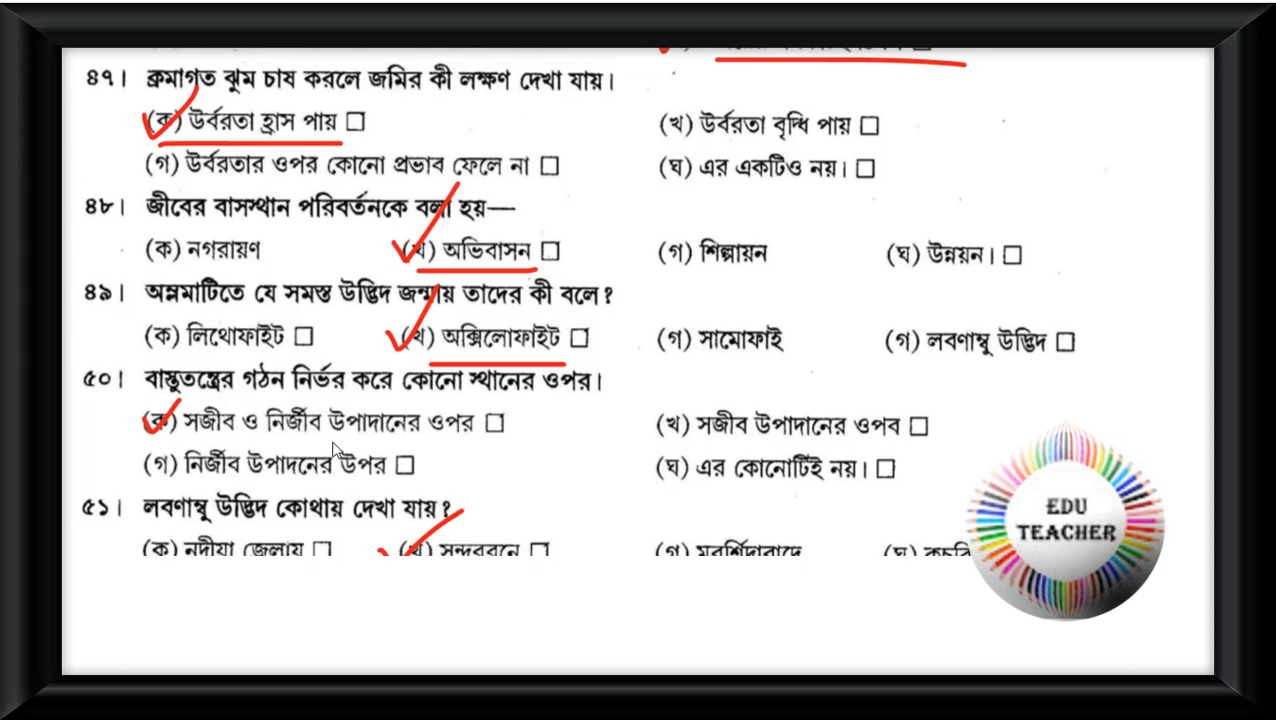 ৪৭। ক্রমাগত ঝুম চাষ করলে জমির কী লক্ষণ দেখা যায়।
(ক) উর্বরতা হ্রাস পায় □ (খ) উর্বরতা বৃদ্ধি পায় □
(গ) উর্বরতার ওপর কোনো প্রভাব ফেলে না □ (ঘ) এর একটিও নয়। □
৪৮। জীবের বাসস্থান পরিবর্তনকে বলা হয়—
(ক) নগরায়ণ (খ) অভিবাসন □ (গ) শিল্পায়ন (ঘ) উন্নয়ন। □
৪৯। অম্লমাটিতে যে সমস্ত উদ্ভিদ জন্মায় তাদের কী বলে?
(ক) লিথোফাইট □ (খ) অক্সিলোফাইট □ (গ) সামোফাই (গ) লবণাম্বু উদ্ভিদ □
৫০। বাস্তুতন্ত্রের গঠন নির্ভর করে কোনো স্থানের ওপর।
(ক) সজীব ও নির্জীব উপাদানের ওপর □ (খ) সজীব উপাদানের ওপব □
(গ) নির্জীব উপাদনের উপর □ (ঘ) এর কোনোটিই নয়। □
৫১। লবণাম্বু উদ্ভিদ কোথায় দেখা যায়?
(ক) নদীয়া জেলায় □ (খ) সুন্দরবনে □ (গ) মুর্শিদাবাদে (ঘ)
EDU
TEACHER